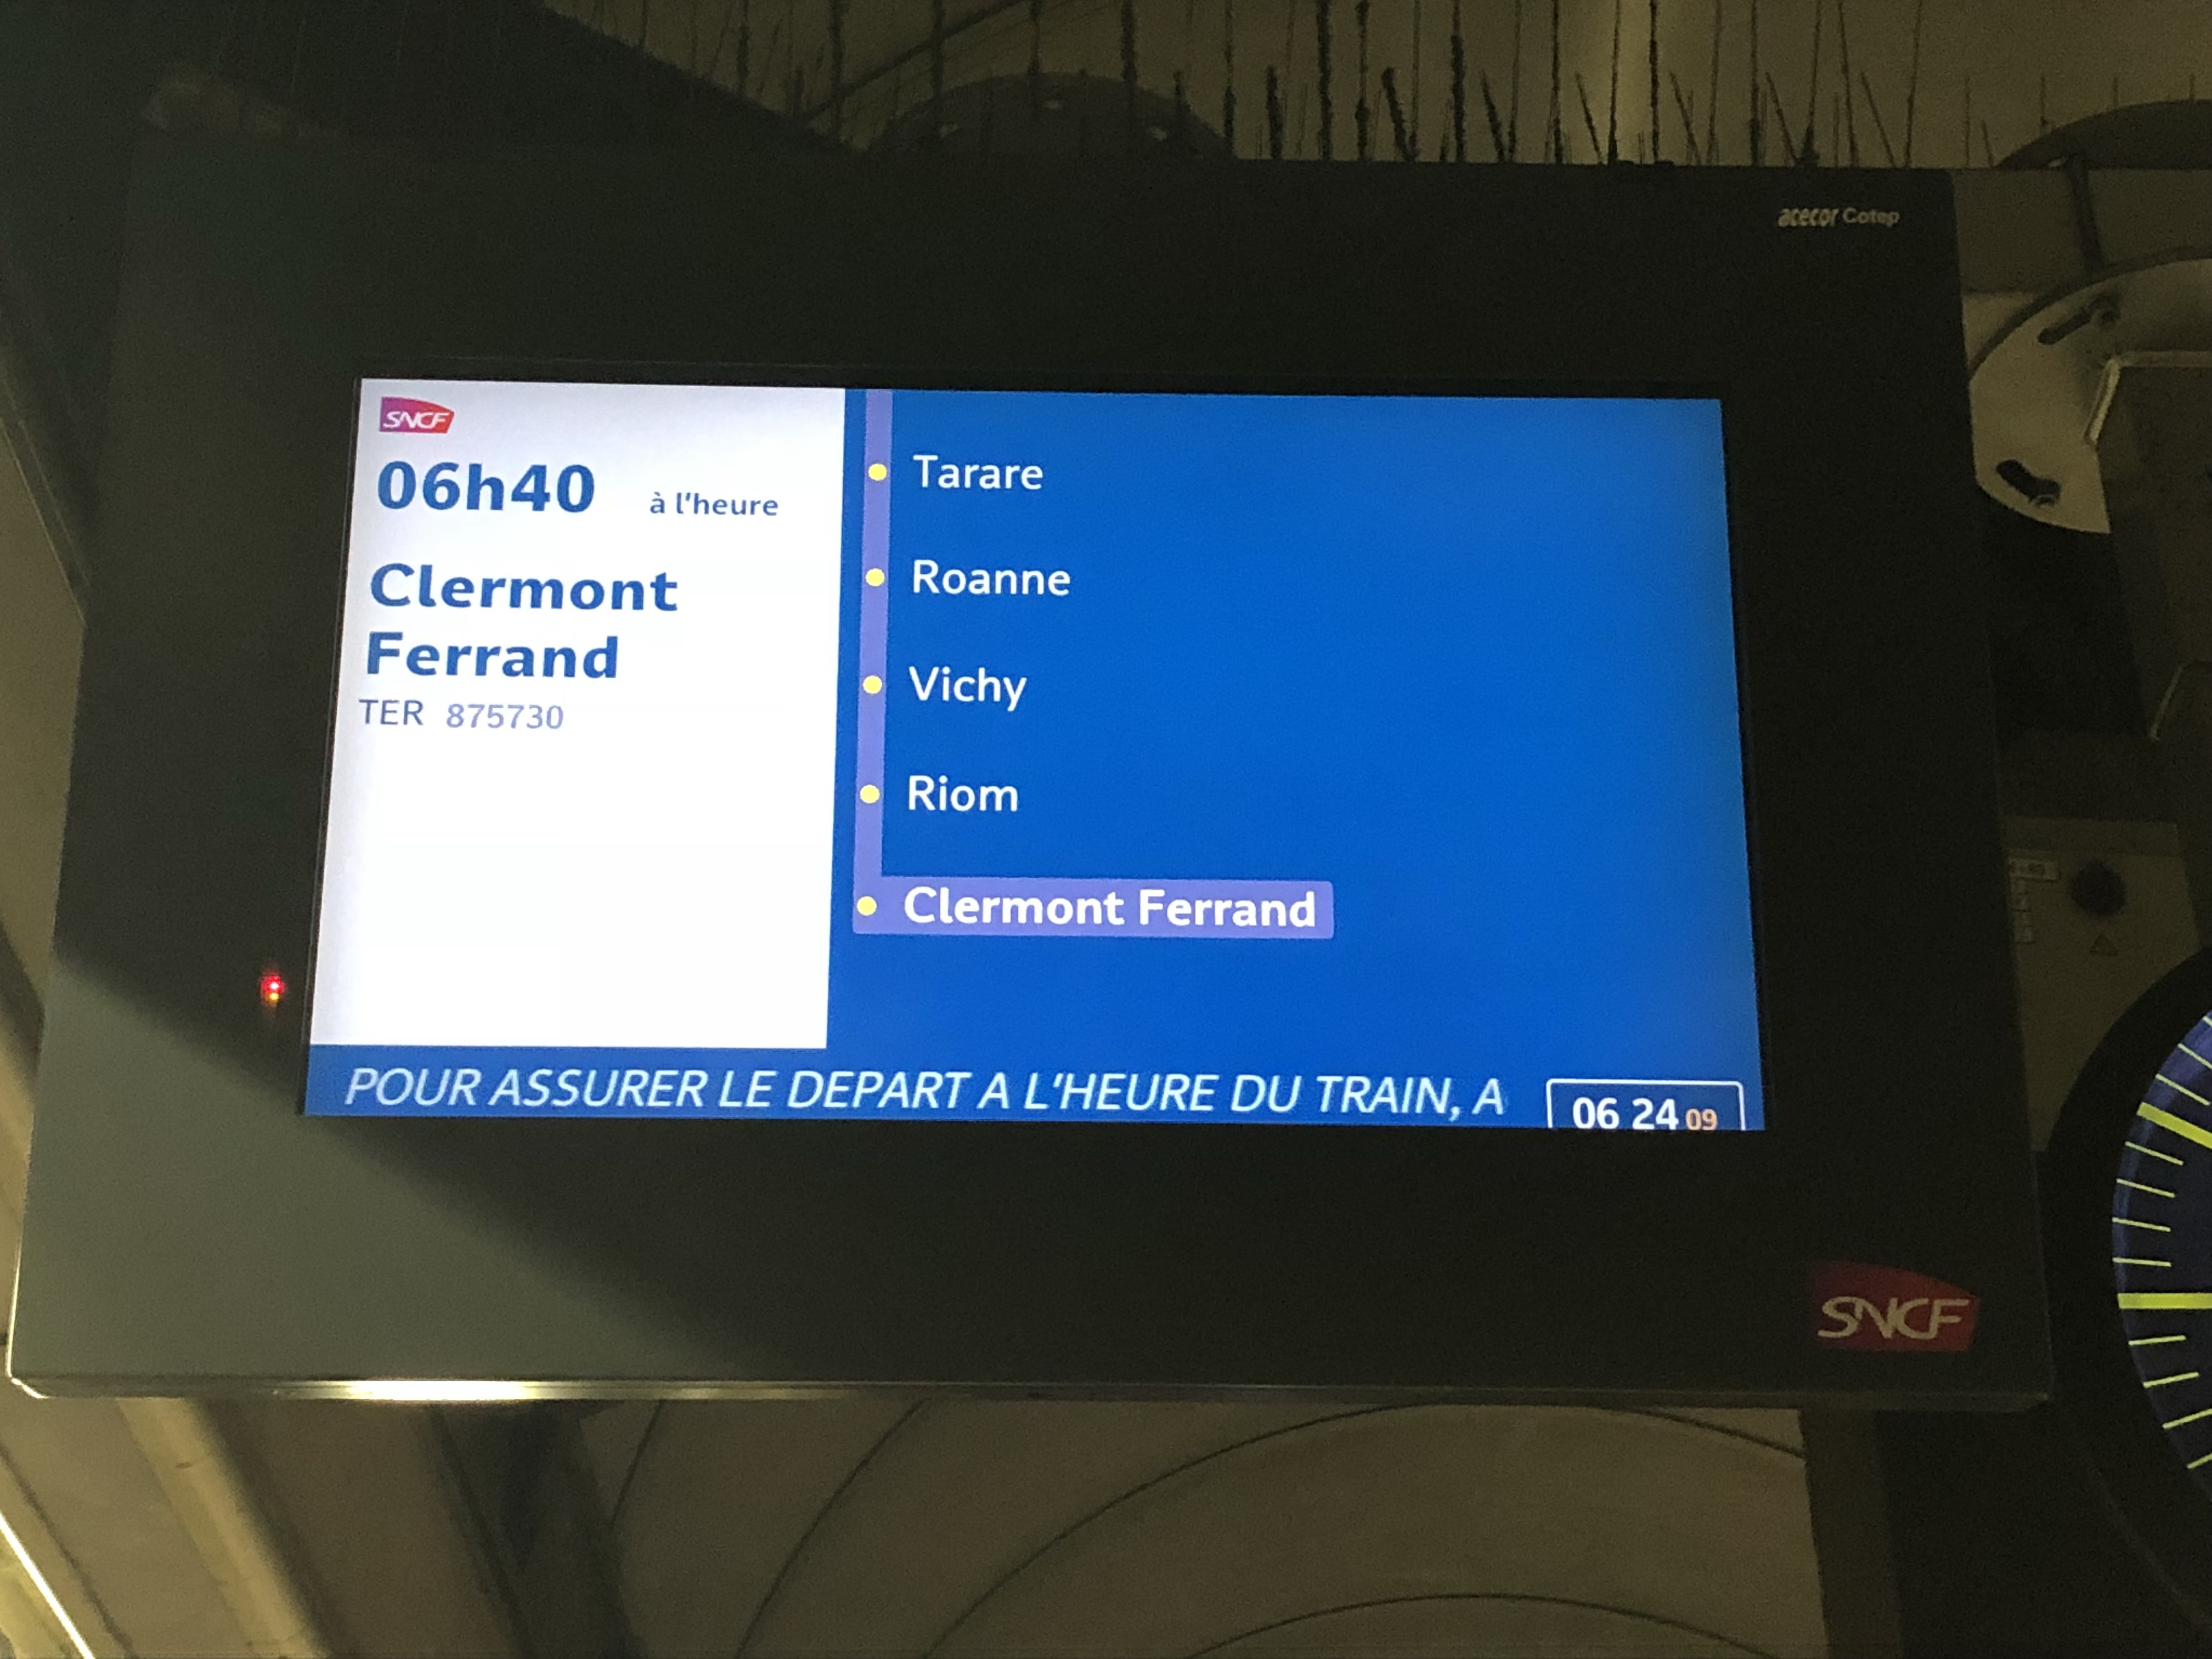 acecor Cotep
SNCF
06h40 à l'heure
Clermont
Ferrand
TER 875730
Tarare
Roanne
Vichy
Riom
Clermont Ferrand
POUR ASSURER LE DEPART A L'HEURE DU TRAIN, A
06 24 09
SNCF